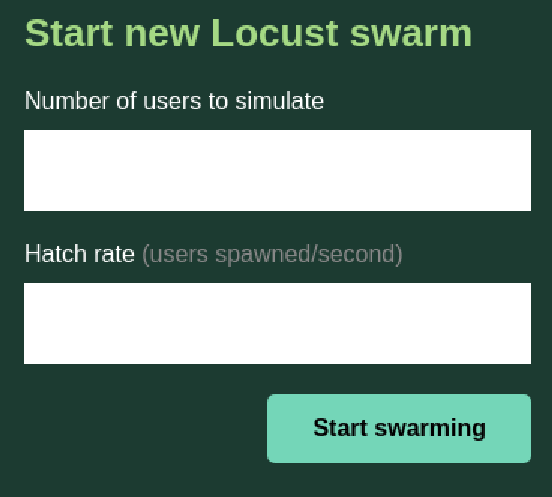 Start new Locust swarm
Number of users to simulate
Hatch rate (users spawned/second)
Start swarming